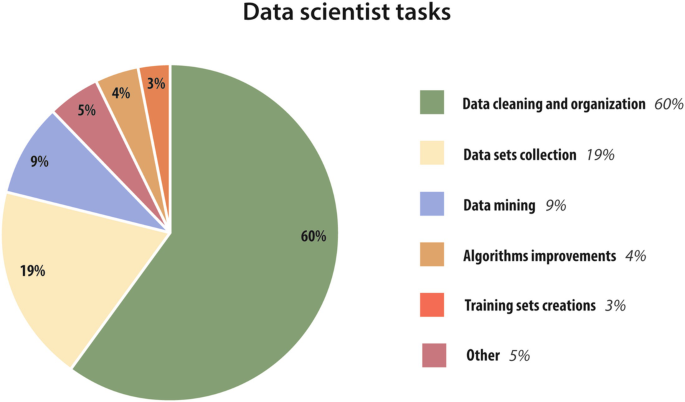 Data scientist tasks
3%
4%
5%
9%
19%
60%
Data cleaning and organization 60%
Data sets collection 19%
Data mining 9%
Algorithms improvements 4%
Training sets creations 3%
Other 5%